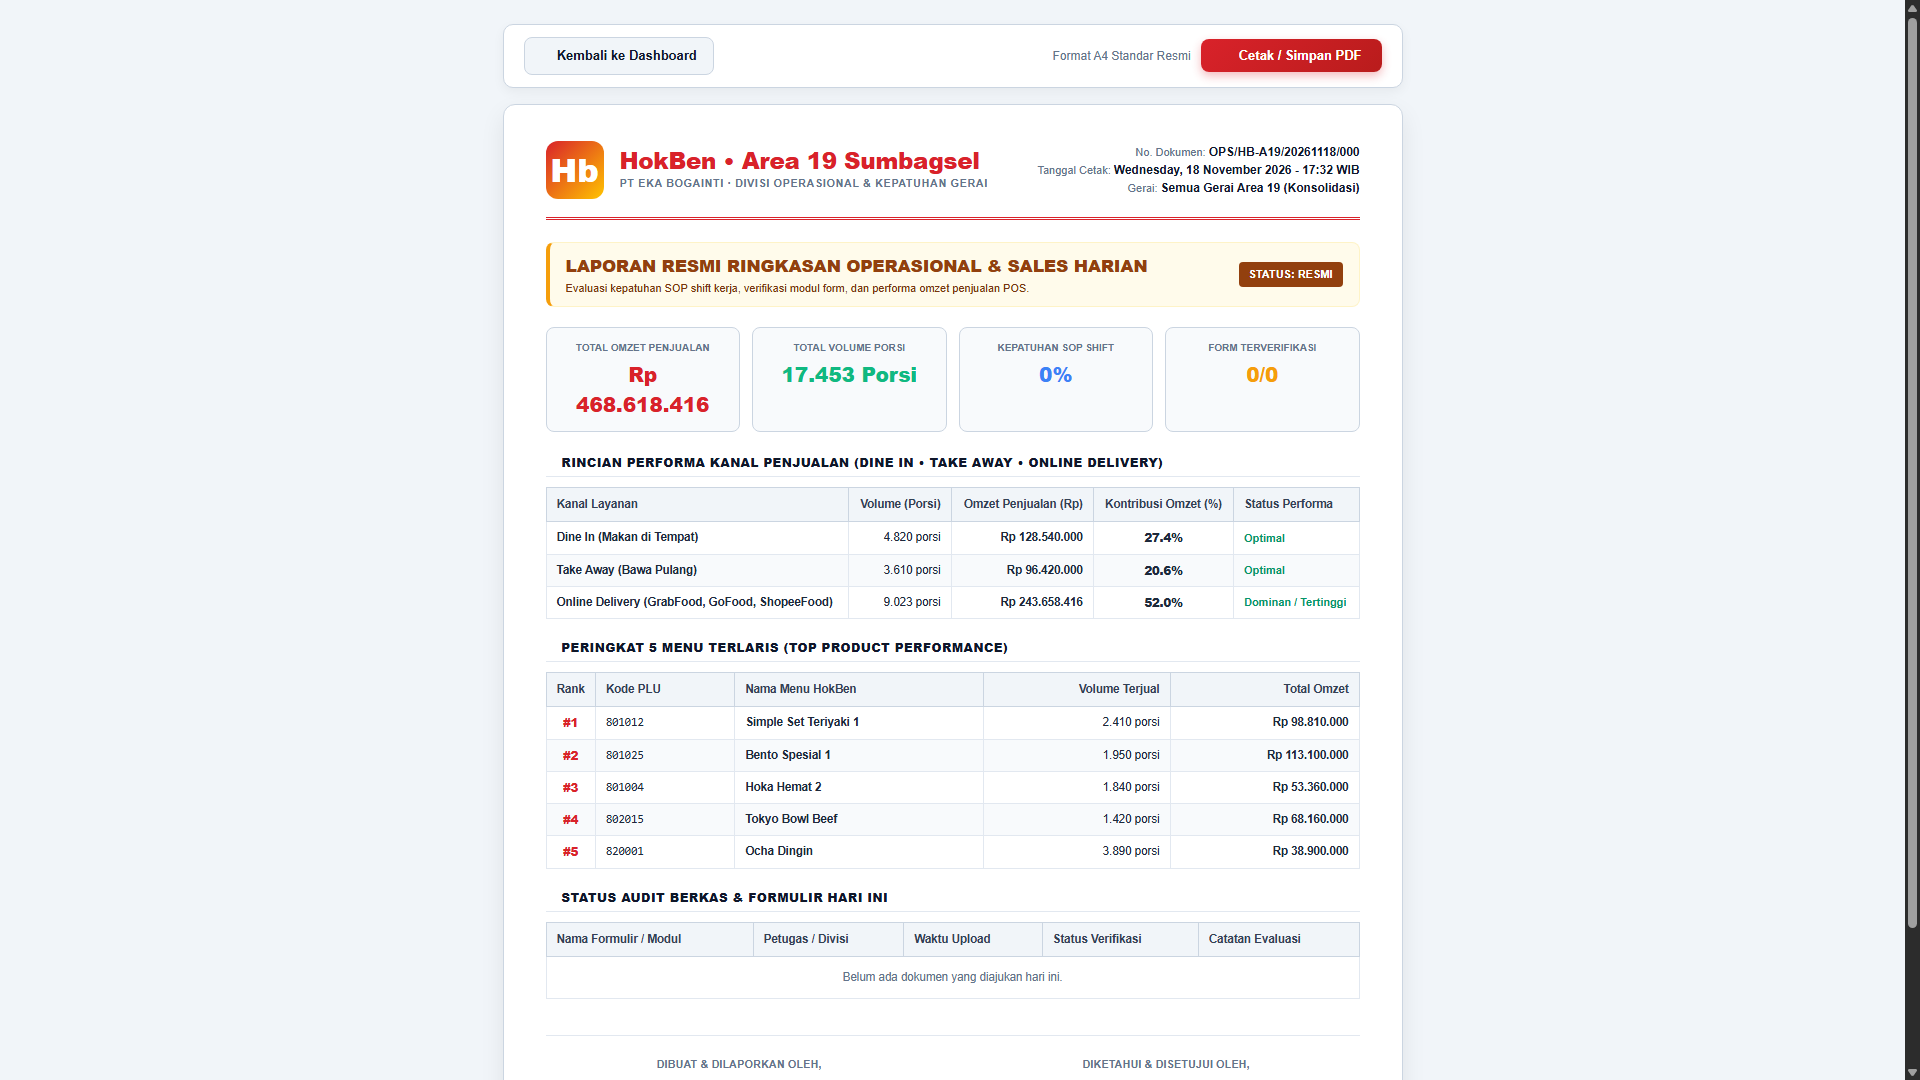 Kembali ke Dashboard
Format A4 Standar Resmi
Cetak / Simpan PDF
Hb
HokBen • Area 19 Sumbagsel
PT EKA BOGAINTI • DIVISI OPERASIONAL & KEPATUHAN GERAI
No. Dokumen: OPS/HB-A19/20261118/000
Tanggal Cetak: Wednesday, 18 November 2026 - 17:32 WIB
Gerai: Semua Gerai Area 19 (Konsolidasi)
LAPORAN RESMI RINGKASAN OPERASIONAL & SALES HARIAN
Evaluasi kepatuhan SOP shift kerja, verifikasi modul form, dan performa omzet penjualan POS.
STATUS: RESMI
TOTAL OMZET PENJUALAN
Rp
468.618.416
TOTAL VOLUME PORSI
17.453 Porsi
KEPATUHAN SOP SHIFT
0%
FORM TERVERIFIKASI
0/0
RINCIAN PERFORMA KANAL PENJUALAN (DINE IN • TAKE AWAY • ONLINE DELIVERY)
Kanal Layanan Volume (Porsi) Omzet Penjualan (Rp) Kontribusi Omzet (%) Status Performa
Dine In (Makan di Tempat) 4.820 porsi Rp 128.540.000 27.4% Optimal
Take Away (Bawa Pulang) 3.610 porsi Rp 96.420.000 20.6% Optimal
Online Delivery (GrabFood, GoFood, ShopeeFood) 9.023 porsi Rp 243.658.416 52.0% Dominan / Tertinggi
PERINGKAT 5 MENU TERLARIS (TOP PRODUCT PERFORMANCE)
Rank Kode PLU Nama Menu HokBen Volume Terjual Total Omzet
#1 801012 Simple Set Teriyaki 1 2.410 porsi Rp 98.810.000
#2 801025 Bento Spesial 1 1.950 porsi Rp 113.100.000
#3 801004 Hoka Hemat 2 1.840 porsi Rp 53.360.000
#4 802015 Tokyo Bowl Beef 1.420 porsi Rp 68.160.000
#5 820001 Ocha Dingin 3.890 porsi Rp 38.900.000
STATUS AUDIT BERKAS & FORMULIR HARI INI
Nama Formulir / Modul Petugas / Divisi Waktu Upload Status Verifikasi Catatan Evaluasi
Belum ada dokumen yang diajukan hari ini.
DIBUAT & DILAPORKAN OLEH,
DIKETAHUI & DISETUJUI OLEH,